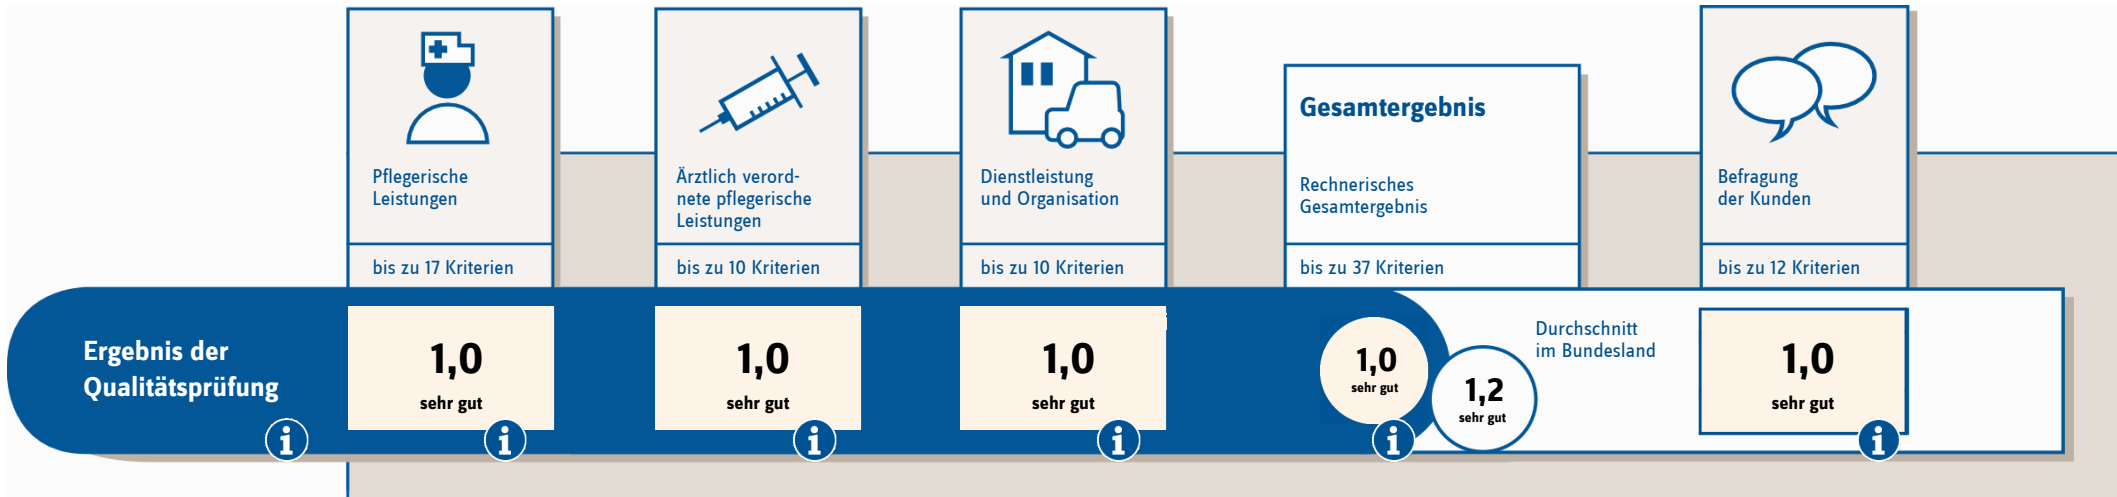 Pflegerische
Leistungen
bis zu 17 Kriterien
Ärztlich verord-
nete pflegerische
Leistungen
bis zu 10 Kriterien
Dienstleistung
und Organisation
bis zu 10 Kriterien
Gesamtergebnis
Rechnerisches
Gesamtergebnis
bis zu 37 Kriterien
Befragung
der Kunden
bis zu 12 Kriterien
Ergebnis der
Qualitätsprüfung
i
1,0
sehr gut
i
1,0
sehr gut
i
1,0
sehr gut
i
1,0
sehr gut
i
1,2
sehr gut
Durchschnitt
im Bundesland
1,0
sehr gut
i